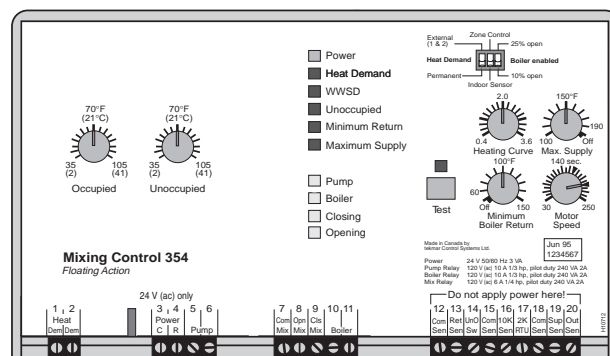 External (1 & 2)
Zone Control
25% open
Heat Demand
Boiler enabled
Permanent
10% open
Indoor Sensor
Power
Heat Demand
WWSD
Unoccupied
Minimum Return
Maximum Supply
Pump
Boiler
Closing
Opening
70°F
(21°C)
35
(2)
105
(41)
Occupied
70°F
(21°C)
35
(2)
105
(41)
Unoccupied
2.0
0.4
3.6
Heating Curve
150°F
190
100
Off
Max. Supply
Test
100°F
60
Off
150
Minimum
Boiler Return
140 sec.
30
250
Motor
Speed
Mixing Control 354
Floating Action
Made in Canada by
tekmar Control Systems Ltd.
Jun 95
1234567
Power 24 V 50/60 Hz 3 VA
Pump Relay 120 V (ac) 10 A 1/3 hp, pilot duty 240 VA 2A
Boiler Relay 120 V (ac) 10 A 1/3 hp, pilot duty 240 VA 2A
Mix Relay 120 V (ac) 6 A 1/4 hp, pilot duty 240 VA 2A
Do not apply power here!
24 V (ac) only
1 2
Heat
Dem Dem
3 4 5 6
Power
C R Pump
7 8 9 10 11
Com Opn Cls
Mix Mix Mix Boiler
12 13 14 15 16 17 18 19 20
Com Ret UnO Com 10K 2K Com Sup Out
Sen Sen Sw Sen Sen RTU Sen Sen Sen
H10712